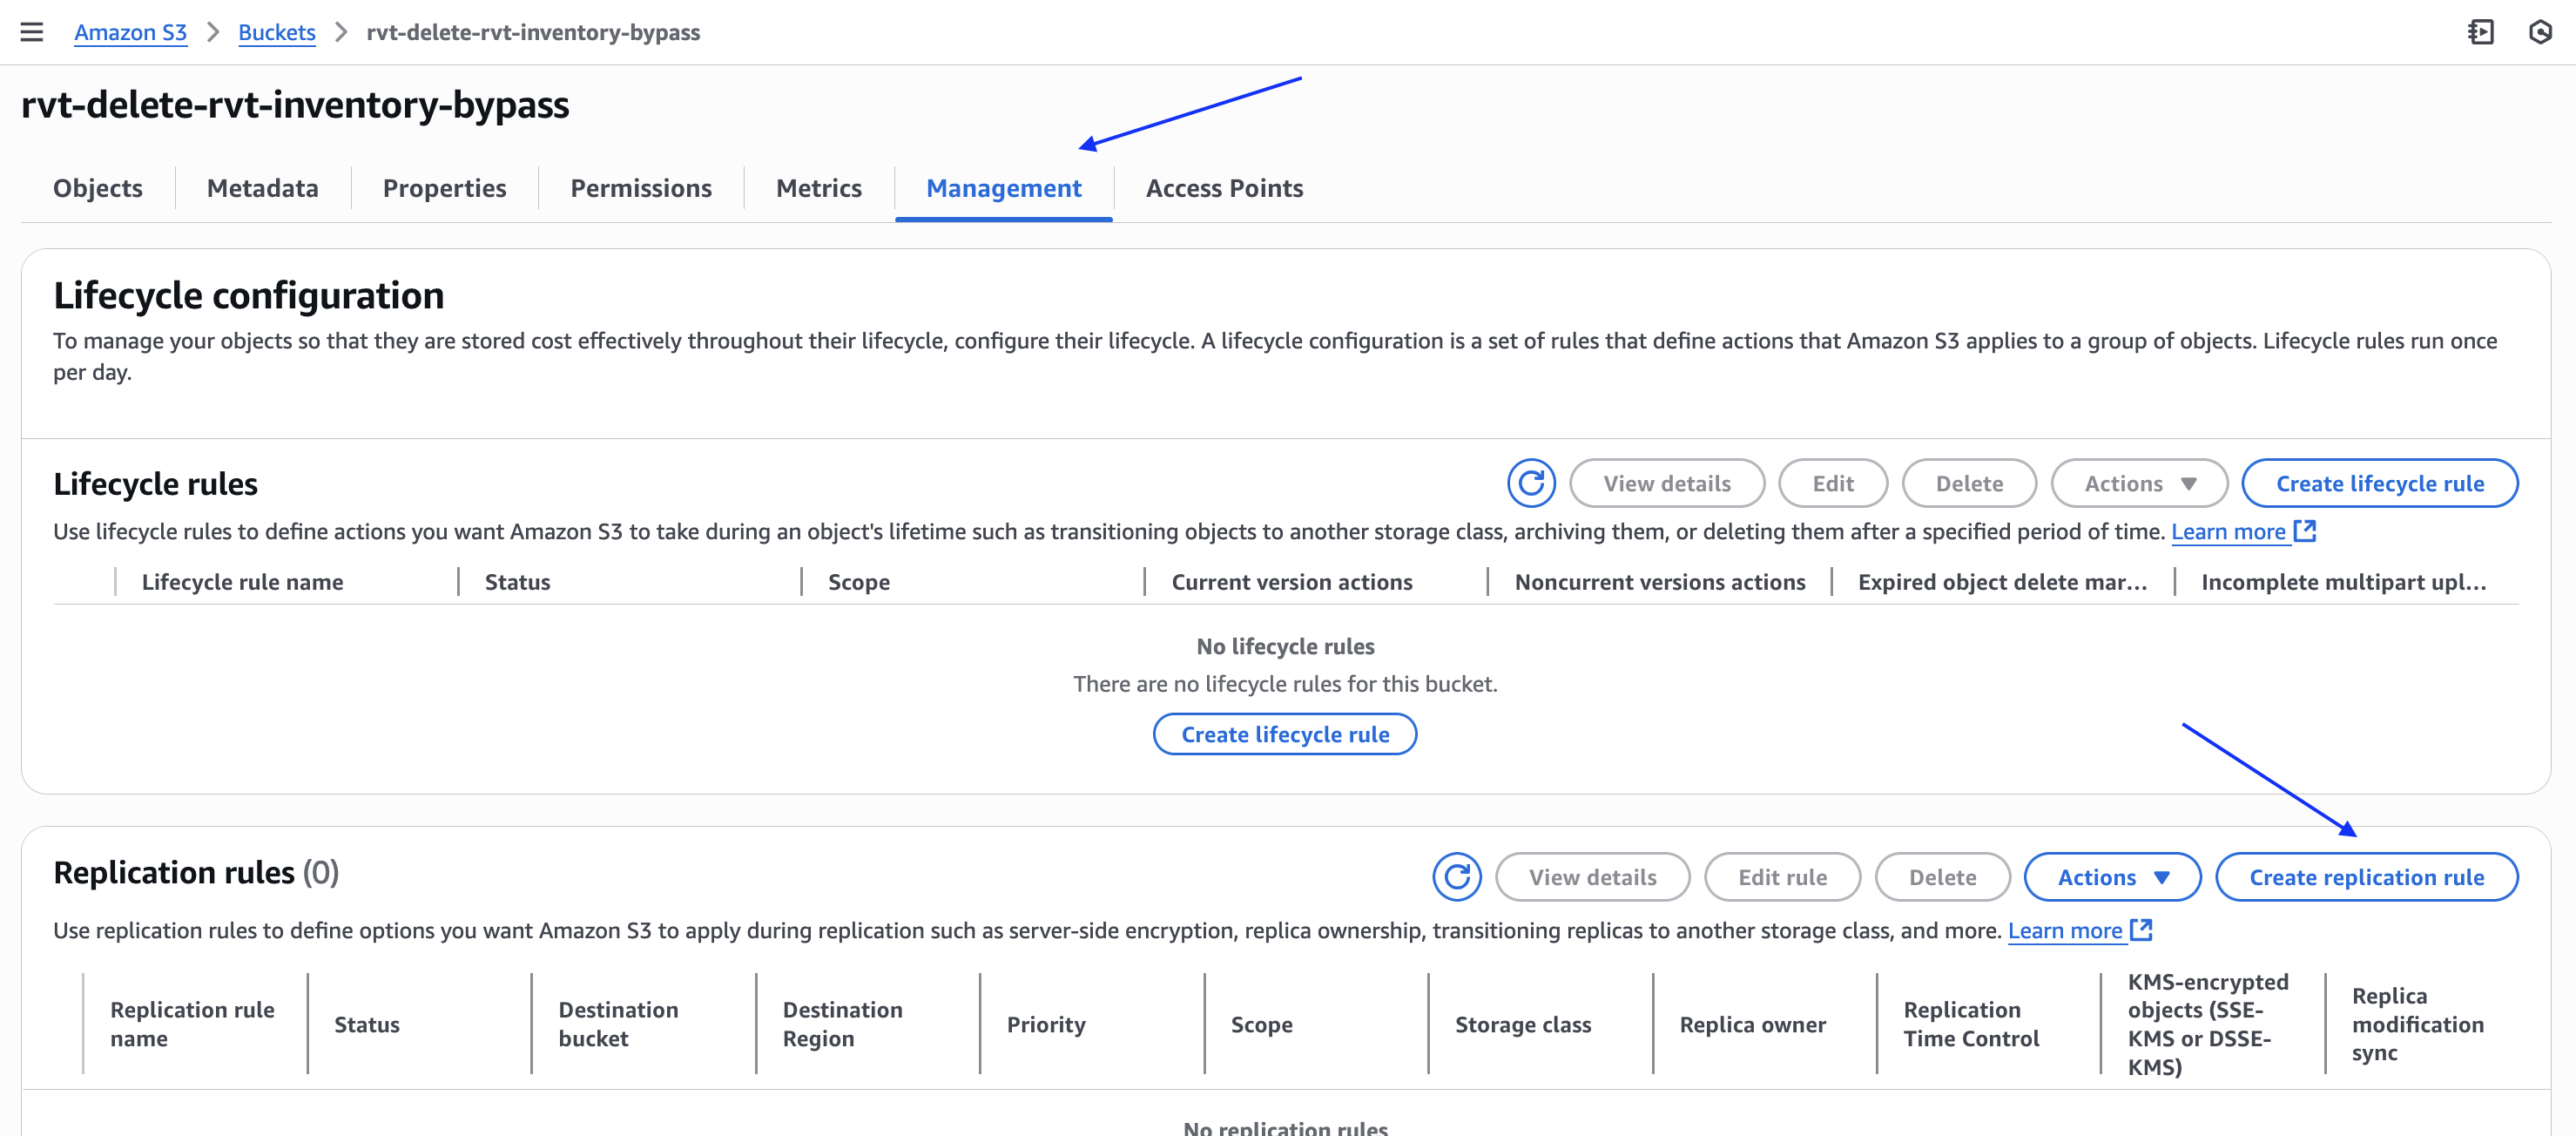 Amazon S3 > Buckets > rvt-delete-rvt-inventory-bypass
rvt-delete-rvt-inventory-bypass
Objects Metadata Properties Permissions Metrics Management Access Points
Lifecycle configuration
To manage your objects so that they are stored cost effectively throughout their lifecycle, configure their lifecycle. A lifecycle configuration is a set of rules that define actions that Amazon S3 applies to a group of objects. Lifecycle rules run once
per day.
Lifecycle rules View details Edit Delete Actions Create lifecycle rule
Use lifecycle rules to define actions you want Amazon S3 to take during an object's lifetime such as transitioning objects to another storage class, archiving them, or deleting them after a specified period of time. Learn more
Lifecycle rule name Status Scope Current version actions Noncurrent versions actions Expired object delete mar... Incomplete multipart upl...
No lifecycle rules
There are no lifecycle rules for this bucket.
Create lifecycle rule
Replication rules (0) View details Edit rule Delete Actions Create replication rule
Use replication rules to define options you want Amazon S3 to apply during replication such as server-side encryption, replica ownership, transitioning replicas to another storage class, and more. Learn more
Replication rule
name
Status
Destination
bucket
Destination
Region
Priority
Scope
Storage class
Replica owner
Replication
Time Control
KMS-encrypted
objects (SSE-
KMS or DSSE-
KMS)
Replica
modification
sync
No replication rules